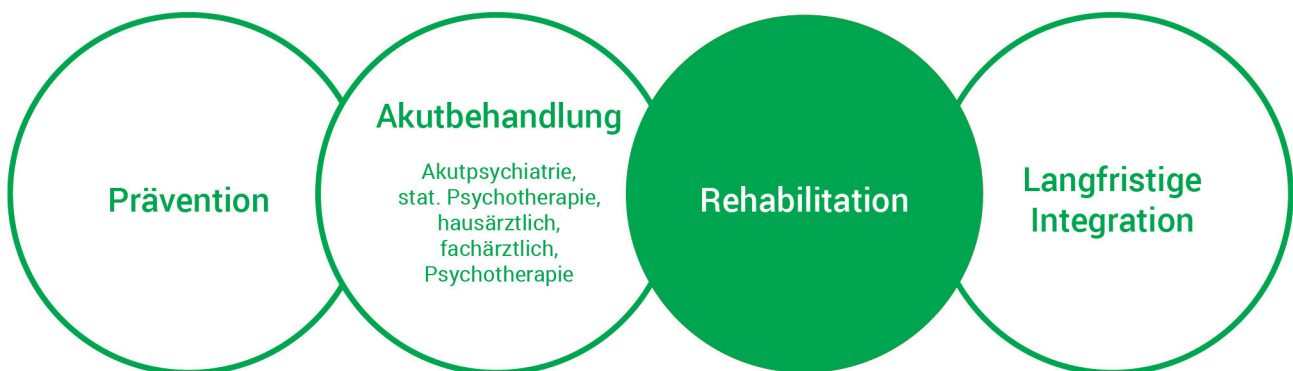 Prävention
Akutbehandlung
Akutpsychiatrie,
stat. Psychotherapie,
hausärztlich,
fachärztlich,
Psychotherapie
Rehabilitation
Langfristige
Integration